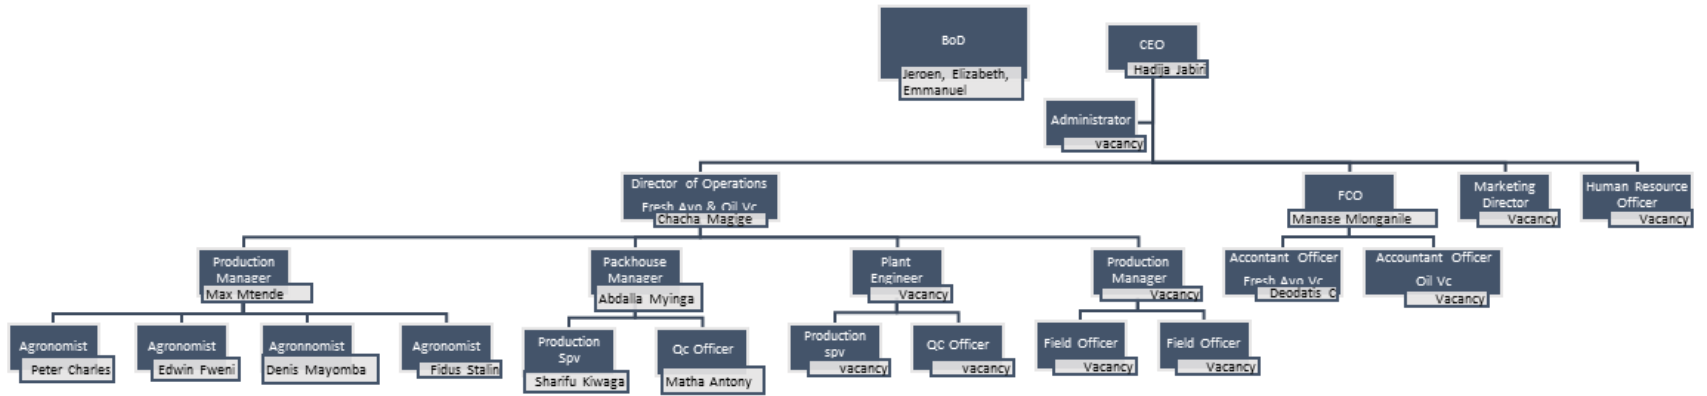 BoD
Jeroen, Elizabeth,
Emmanuel
CEO
Hadija Jabiri
Administrator
vacancy
Director of Operations
Fresh Avo & Oil Vc
Chacha Magige
FCO
Manase Mlonganile
Marketing
Director
Vacancy
Human Resource
Officer
Vacancy
Production
Manager
Max Mtende
Packhouse
Manager
Abdalla Myinga
Plant
Engineer
Vacancy
Production
Manager
Vacancy
Accontant Officer
Fresh Avo Vc
Deodatis C
Accountant Officer
Oil Vc
Vacancy
Agronomist
Peter Charles
Agronomist
Edwin Fweni
Agronnomist
Denis Mayomba
Agronomist
Fidus Stalin
Production
Spv
Sharifu Kiwaga
Qc Officer
Matha Antony
Production
spv
vacancy
QC Officer
vacancy
Field Officer
Vacancy
Field Officer
Vacancy